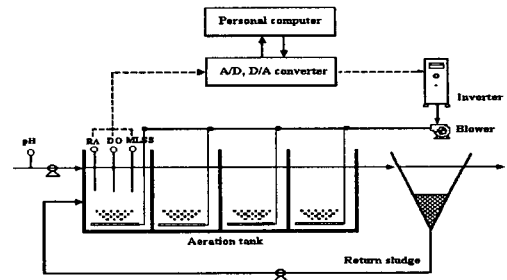 Personal computer
A/D, D/A converter
Inverter
Blower
pH
RA DO MLSS
Aeration tank
Return sludge